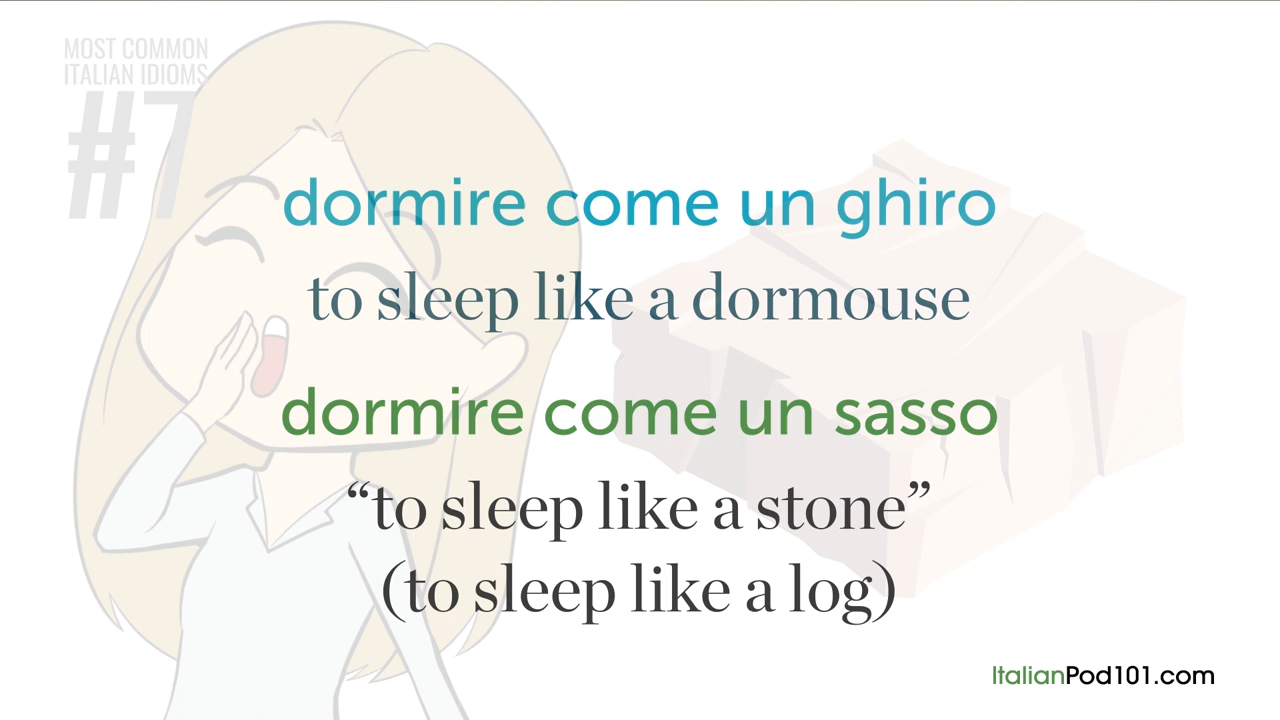 MOST COMMON
ITALIAN IDIOMS
#7
dormire come un ghiro
to sleep like a dormouse
dormire come un sasso
“to sleep like a stone”
(to sleep like a log)
ItalianPod101.com